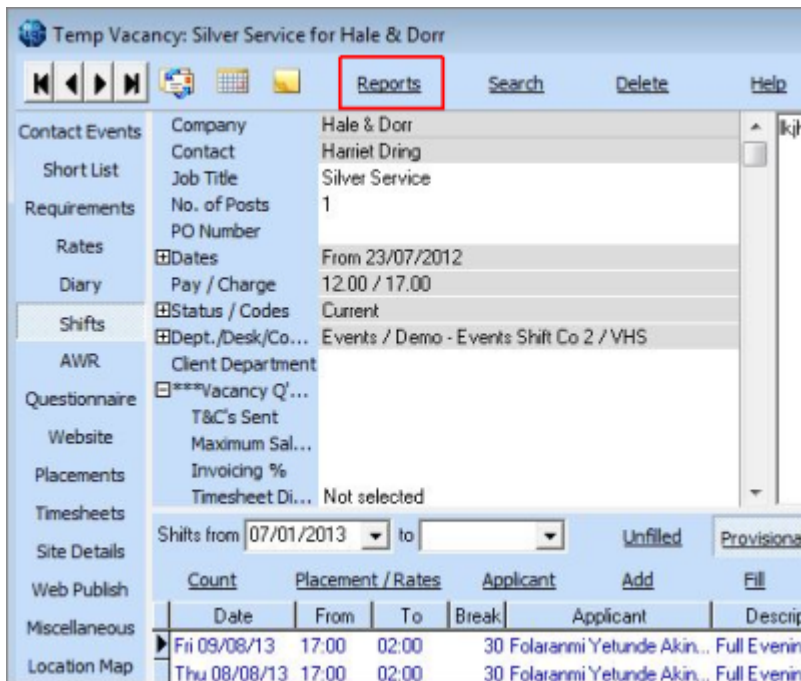 Temp Vacancy: Silver Service for Hale & Dorr
Reports Search Delete Help
Contact Events
Short List
Requirements
Rates
Diary
Shifts
AWR
Questionnaire
Website
Placements
Timesheets
Site Details
Web Publish
Miscellaneous
Location Map
Company Hale & Dorr
Contact Harriet Dring
Job Title Silver Service
No. of Posts 1
PO Number
Dates From 23/07/2012
Pay / Charge 12.00 / 17.00
Status / Codes Current
Dept./Desk/Co... Events / Demo - Events Shift Co 2 / VHS
Client Department
***Vacancy Q'...
T&C's Sent
Maximum Sal...
Invoicing %
Timesheet Di... Not selected
Shifts from 07/01/2013 to Unfilled Provisiona
Count Placement / Rates Applicant Add Fill
Date From To Break Applicant Descrip
Fri 09/08/13 17:00 02:00 30 Folaranmi Yetunde Akin... Full Evenin
Thu 08/08/13 17:00 02:00 30 Folaranmi Yetunde Akin... Full Evenin